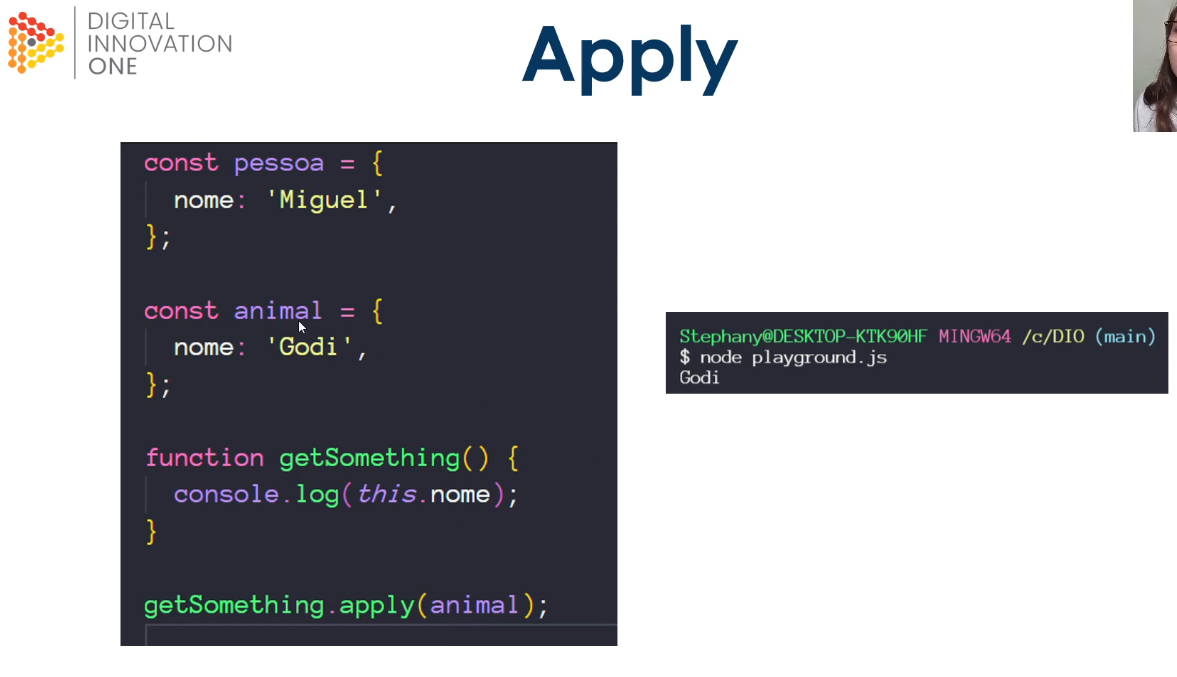 DIGITAL
INNOVATION
ONE
Apply
const pessoa = {
  nome: 'Miguel',
};
const animal = {
  nome: 'Godi',
};
function getSomething() {
  console.log(this.nome);
}
getSomething.apply(animal);
Stephany@DESKTOP-KTK90HF MINGW64 /c/DIO (main)
$ node playground.js
Godi